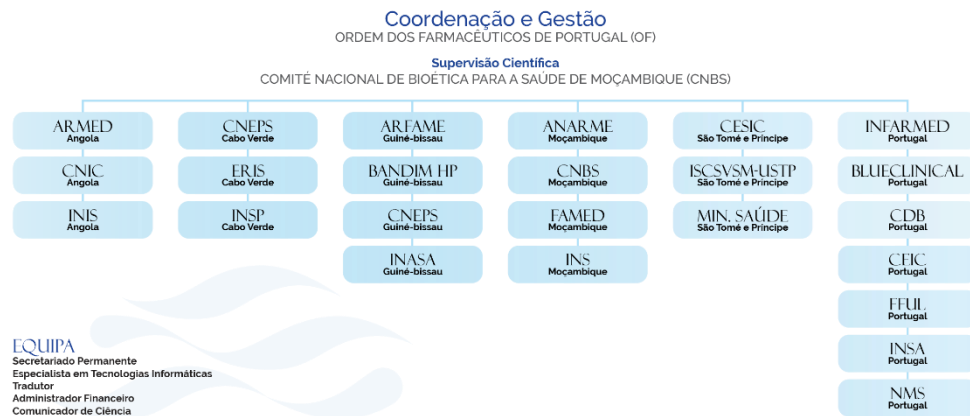 Coordenação e Gestão
ORDEM DOS FARMACÊUTICOS DE PORTUGAL (OF)
Supervisão Científica
COMITÉ NACIONAL DE BIOÉTICA PARA A SAÚDE DE MOÇAMBIQUE (CNBS)
ARMED
Angola
CNIC
Angola
INIS
Angola
CNEPS
Cabo Verde
ERIS
Cabo Verde
INSP
Cabo Verde
ARFAME
Guiné-bissau
BANDIM HP
Guiné-bissau
CNEPS
Guiné-bissau
INASA
Guiné-bissau
ANARME
Moçambique
CNBS
Moçambique
FAMED
Moçambique
INS
Moçambique
CESIC
São Tomé e Príncipe
ISCSVSM-USTP
São Tomé e Príncipe
MIN. SAÚDE
São Tomé e Príncipe
INFARMED
Portugal
BLUECLINICAL
Portugal
CDB
Portugal
CEIC
Portugal
FFUL
Portugal
INSA
Portugal
NMS
Portugal
EQUIPA
Secretariado Permanente
Especialista em Tecnologias Informáticas
Tradutor
Administrador Financeiro
Comunicador de Ciência